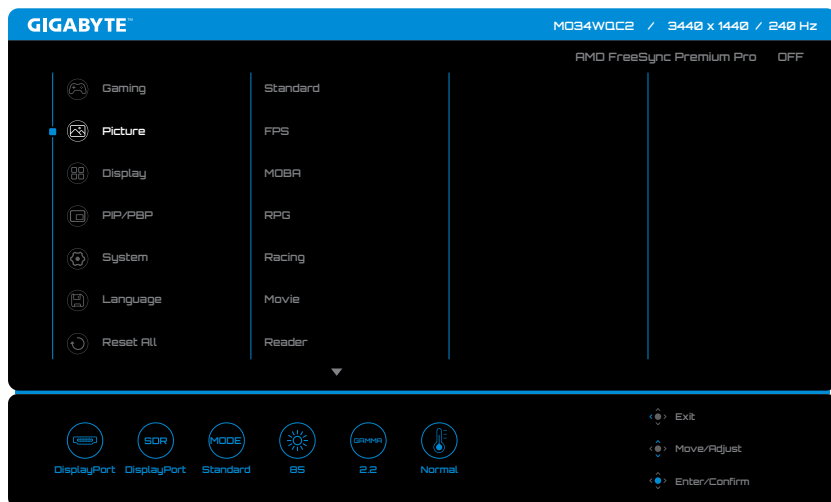 GIGABYTE™
MO34WQC2 / 3440 x 1440 / 240 Hz
AMD FreeSync Premium Pro OFF
Gaming
Picture
Display
PIP/PBP
System
Language
Reset All
Standard
FPS
MOBA
RPG
Racing
Movie
Reader
SDR
MODE
GAMMA
DisplayPort
DisplayPort
Standard
85
2.2
Normal
Exit
Move/Adjust
Enter/Confirm